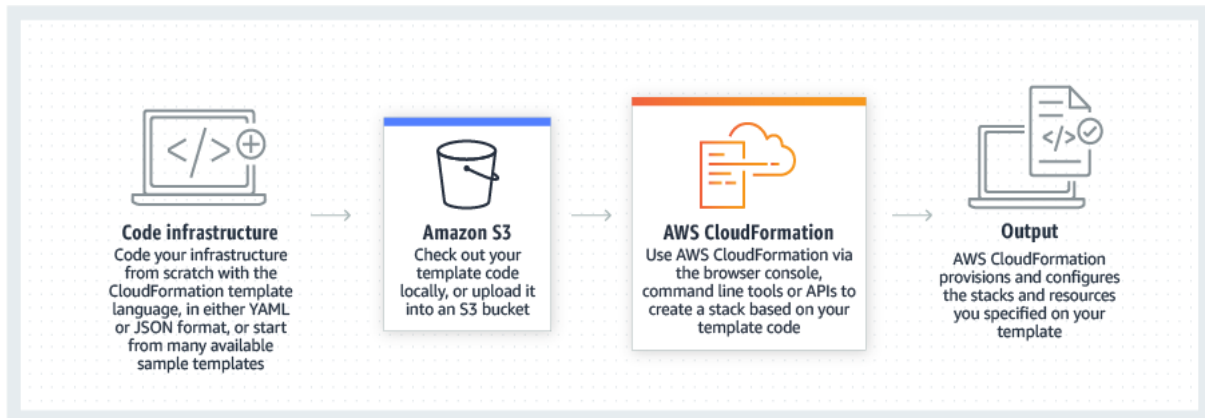 </>
Code infrastructure
Code your infrastructure
from scratch with the
CloudFormation template
language, in either YAML
or JSON format, or start
from many available
sample templates
Amazon S3
Check out your
template code
locally, or upload it
into an S3 bucket
AWS CloudFormation
Use AWS CloudFormation via
the browser console,
command line tools or APIs to
create a stack based on your
template code
</>
Output
AWS CloudFormation
provisions and configures
the stacks and resources
you specified on your
template